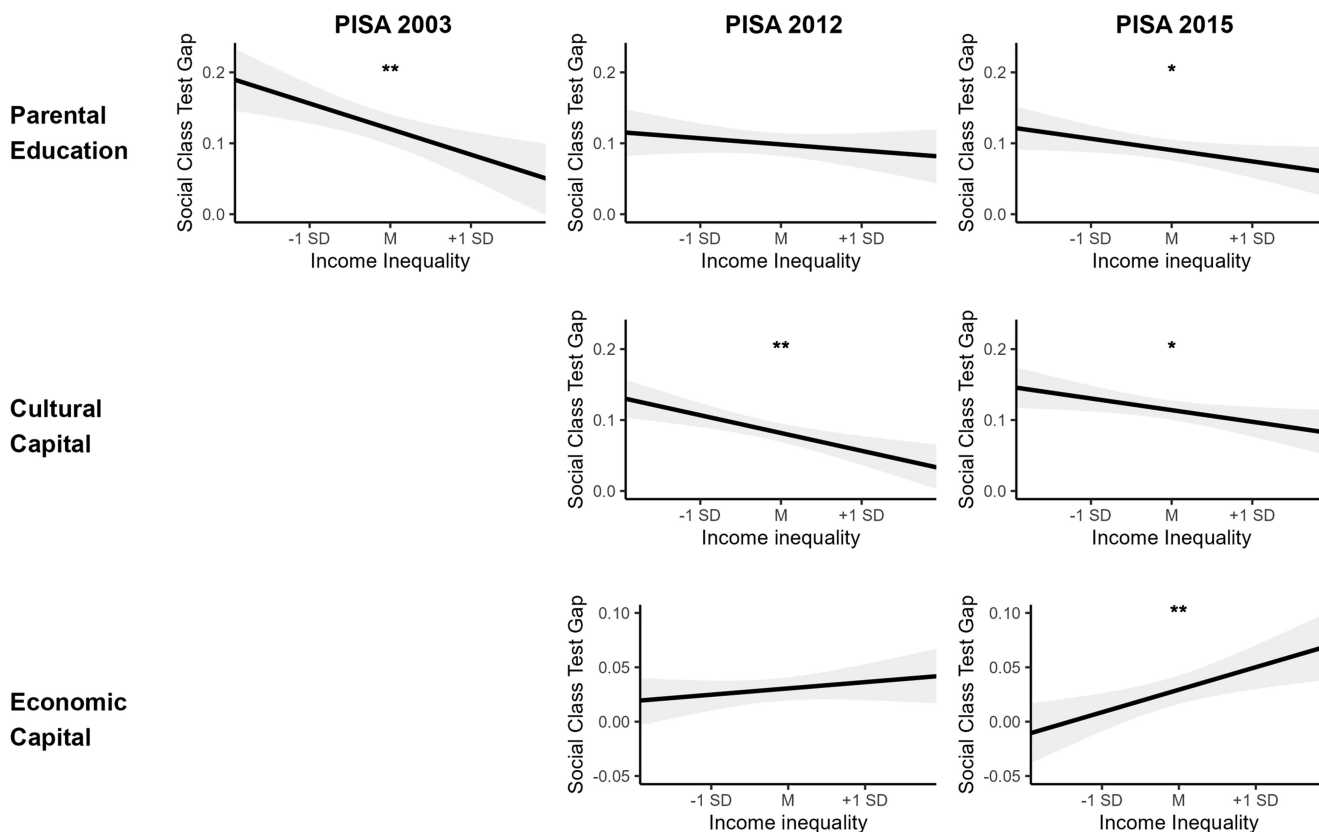 PISA 2003
PISA 2012
PISA 2015
Parental
Education
Social Class Test Gap
0.2
0.1
0.0
**
-1 SD
M
+1 SD
Income Inequality
Social Class Test Gap
0.2
0.1
0.0
-1 SD
M
+1 SD
Income Inequality
Social Class Test Gap
0.2
0.1
0.0
*
-1 SD
M
+1 SD
Income inequality
Cultural
Capital
Social Class Test Gap
0.2
0.1
0.0
**
-1 SD
M
+1 SD
Income inequality
Social Class Test Gap
0.2
0.1
0.0
*
-1 SD
M
+1 SD
Income Inequality
Economic
Capital
Social Class Test Gap
0.10
0.05
0.00
-0.05
-1 SD
M
+1 SD
Income inequality
Social Class Test Gap
0.10
0.05
0.00
-0.05
**
-1 SD
M
+1 SD
Income Inequality